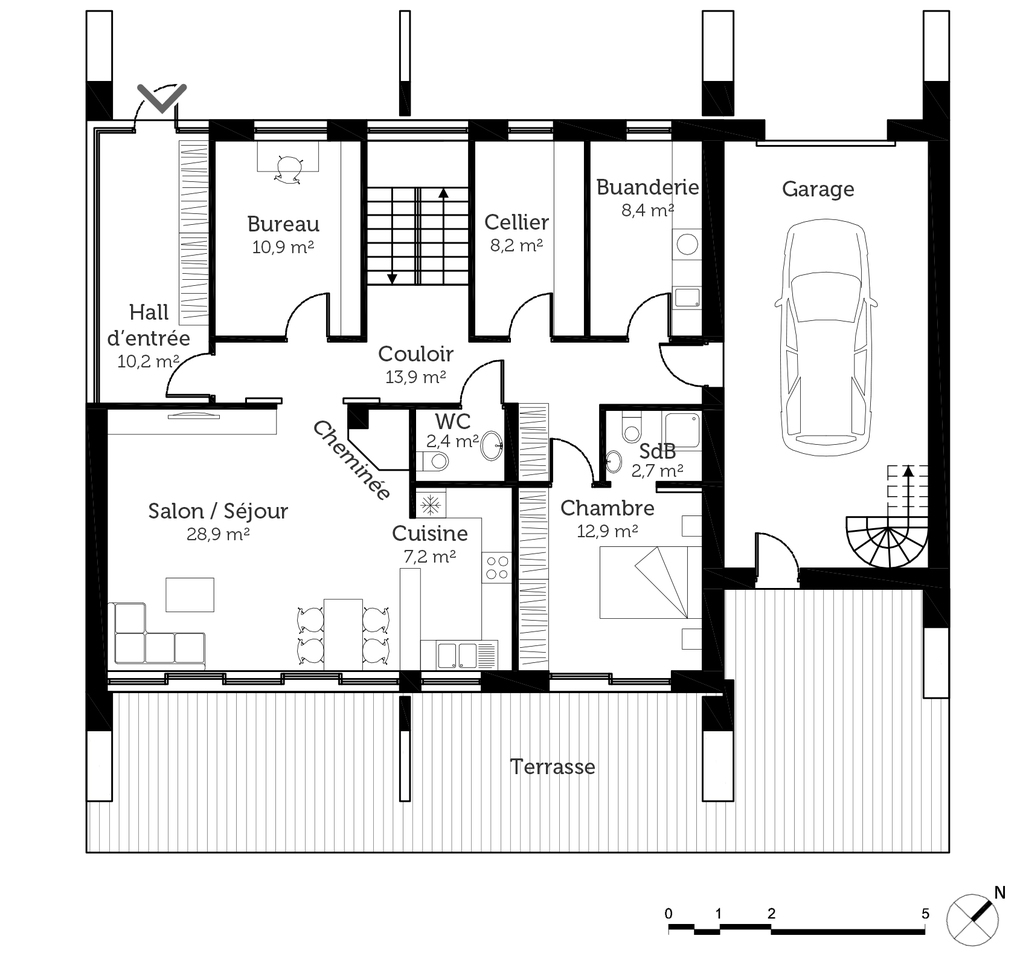 Garage
Buanderie
8,4 m²
Bureau
10,9 m²
Cellier
8,2 m²
Hall
d’entrée
10,2 m²
Couloir
13,9 m²
WC
2,4 m²
Cheminée
SdB
2,7 m²
Salon / Séjour
28,9 m²
Cuisine
7,2 m²
Chambre
12,9 m²
Terrasse
N
0 1 2 5